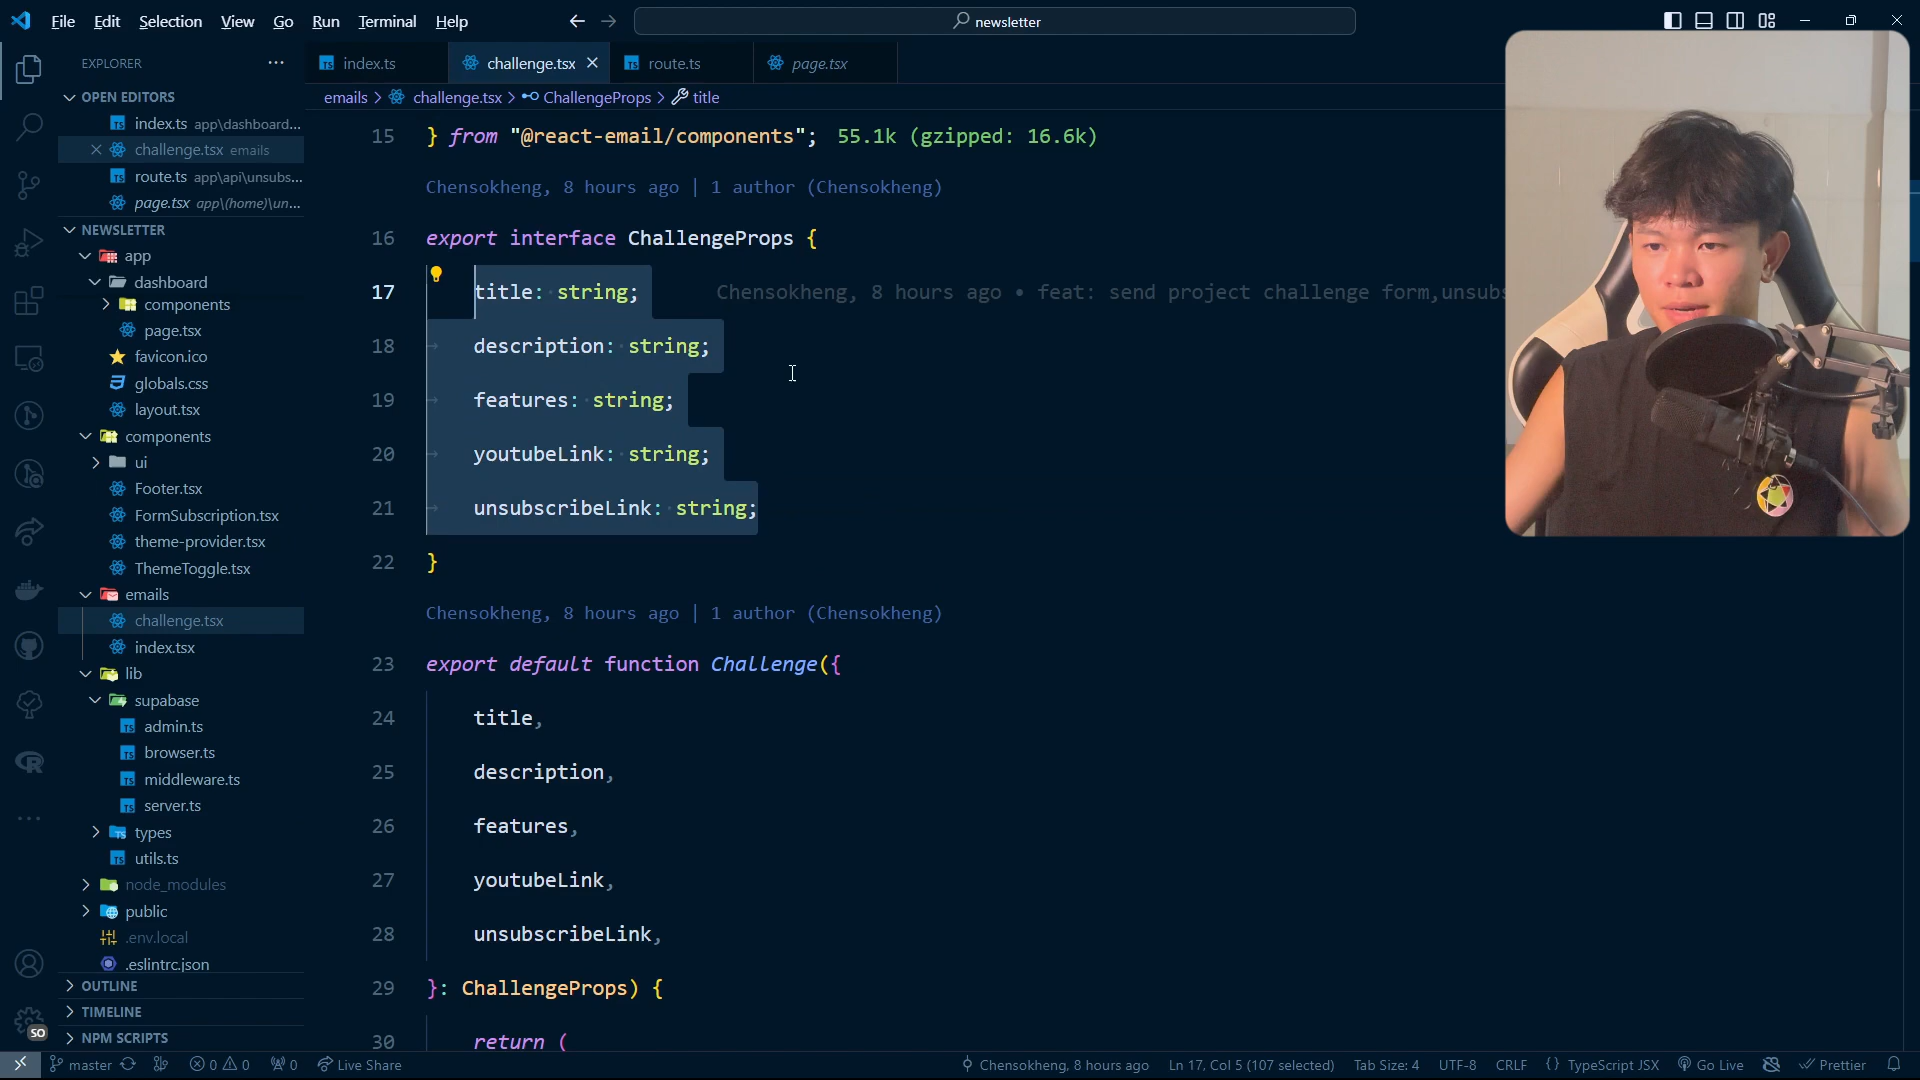 File Edit Selection View Go Run Terminal Help
newsletter
EXPLORER
OPEN EDITORS
index.ts app\dashboard...
challenge.tsx emails
route.ts app\api\unsubs...
page.tsx app\(home)\un...
NEWSLETTER
app
dashboard
components
page.tsx
favicon.ico
globals.css
layout.tsx
components
ui
Footer.tsx
FormSubscription.tsx
theme-provider.tsx
ThemeToggle.tsx
emails
challenge.tsx
index.tsx
lib
supabase
admin.ts
browser.ts
middleware.ts
server.ts
types
utils.ts
node_modules
public
.env.local
.eslintrc.json
OUTLINE
TIMELINE
NPM SCRIPTS
index.ts challenge.tsx route.ts page.tsx
emails > challenge.tsx > ChallengeProps > title
15 } from "@react-email/components"; 55.1k (gzipped: 16.6k)
Chensokheng, 8 hours ago | 1 author (Chensokheng)
16 export interface ChallengeProps {
17 title: string; Chensokheng, 8 hours ago • feat: send project challenge form,unsubs
18 description: string;
19 features: string;
20 youtubeLink: string;
21 unsubscribeLink: string;
22 }
Chensokheng, 8 hours ago | 1 author (Chensokheng)
23 export default function Challenge({
24 title,
25 description,
26 features,
27 youtubeLink,
28 unsubscribeLink,
29 }: ChallengeProps) {
30 return (
SO
master 0 0 0 Live Share Chensokheng, 8 hours ago Ln 17, Col 5 (107 selected) Tab Size: 4 UTF-8 CRLF {} TypeScript JSX Go Live Prettier